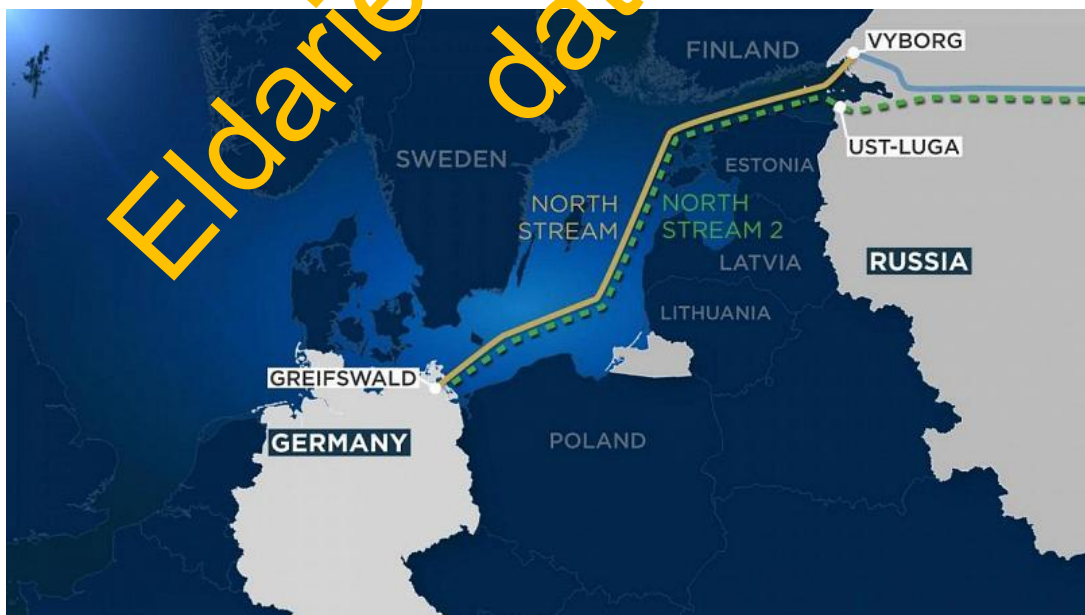 Eldarie
dat
FINLAND
VYBORG
UST-LUGA
SWEDEN
ESTONIA
NORTH
STREAM
NORTH
STREAM 2
LATVIA
RUSSIA
LITHUANIA
GREIFSWALD
GERMANY
POLAND